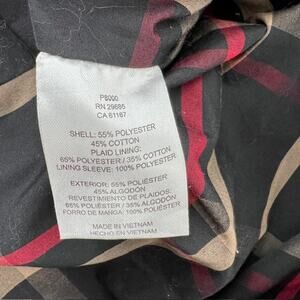 P8000
RN 29685
CA 61167
SHELL: 55% POLYESTER
45% COTTON
PLAID LINING:
65% POLYESTER / 35% COTTON
LINING SLEEVE: 100% POLYESTER
EXTERIOR: 55% POLIÉSTER
45% ALGODÓN
REVESTIMIENTO DE PLAIDOS:
65% POLIÉSTER / 35% ALGODÓN
FORRO DE MANGA: 100% POLIÉSTER
MADE IN VIETNAM
HECHO EN VIETNAM